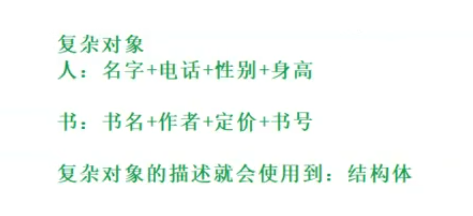 复杂对象
人：名字+电话+性别+身高
书：书名+作者+定价+书号
复杂对象的描述就会使用到：结构体